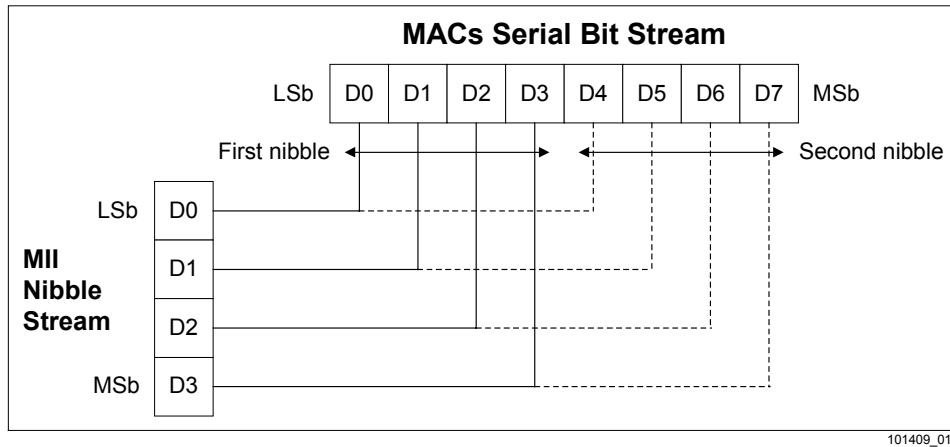 MACs Serial Bit Stream
LSb D0 D1 D2 D3 D4 D5 D6 D7 MSb
First nibble Second nibble
LSb D0
MII
Nibble
Stream
D1
D2
MSb D3
101409_01